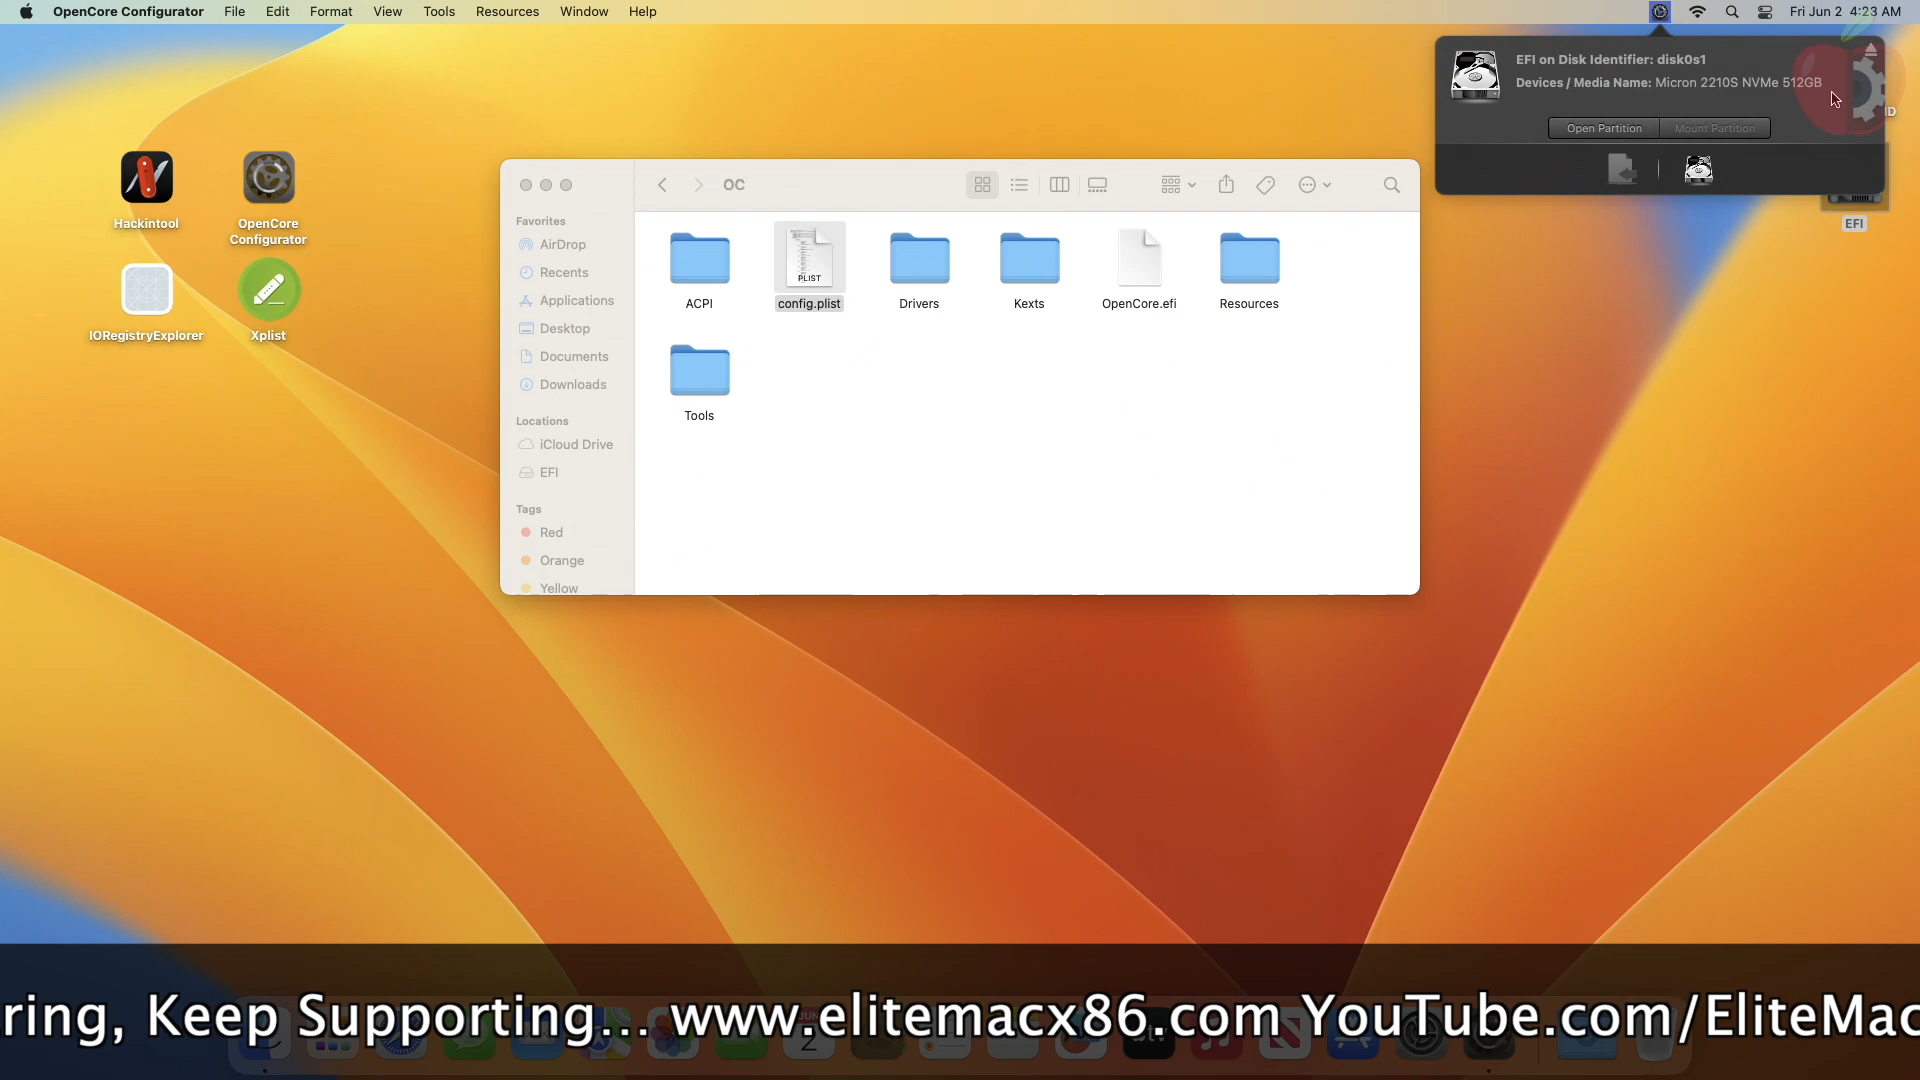 OpenCore Configurator File Edit Format View Tools Resources Window Help Fri Jun 2 4:23 AM
EFI on Disk Identifier: disk0s1
Devices / Media Name: Micron 2210S NVMe 512GB
Open Partition Mount Partition
EFI
Hackintool
OpenCore
Configurator
IORegistryExplorer
Xplist
OC
Favorites
AirDrop
Recents
Applications
Desktop
Documents
Downloads
Locations
iCloud Drive
EFI
Tags
Red
Orange
Yellow
PLIST
ACPI
config.plist
Drivers
Kexts
OpenCore.efi
Resources
Tools
ring, Keep Supporting... www.elitemacx86.com YouTube.com/EliteMac